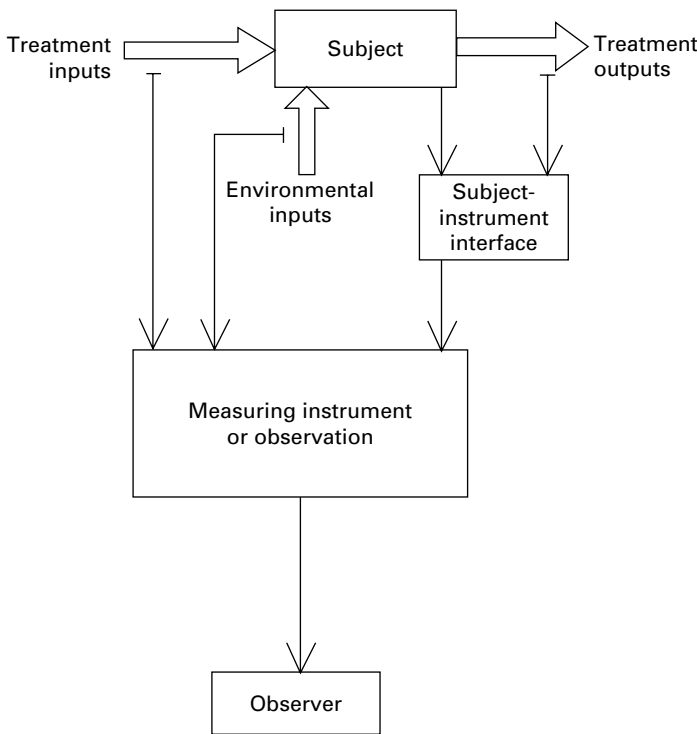 Treatment
inputs
Subject
Treatment
outputs
Environmental
inputs
Subject-
instrument
interface
Measuring instrument
or observation
Observer